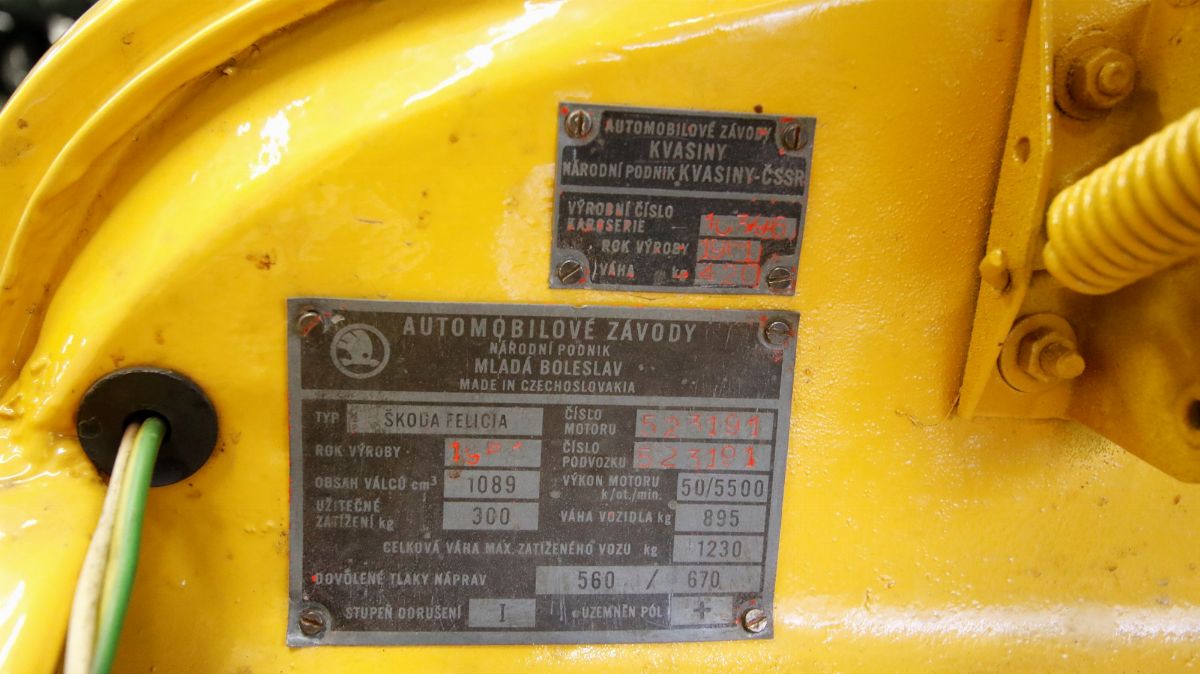 AUTOMOBILOVÉ ZÁVODY
KVASINY
NÁRODNÍ PODNIK KVASINY-ČSSR
VÝROBNÍ ČÍSLO
KAROSERIE
ROK VÝROBY
VÁHA kg
AUTOMOBILOVÉ ZÁVODY
NÁRODNÍ PODNIK
MLADÁ BOLESLAV
MADE IN CZECHOSLOVAKIA
TYP ŠKODA FELICIA ČÍSLO MOTORU 523191
ROK VÝROBY ČÍSLO PODVOZKU 523191
OBSAH VÁLCŮ cm³ 1089 VÝKON MOTORU k/ot./min. 50/5500
UŽITEČNÉ ZATÍŽENÍ kg 300 VÁHA VOZIDLA kg 895
CELKOVÁ VÁHA MAX. ZATÍŽENÉHO VOZU kg 1230
DOVOLENÉ TLAKY NÁPRAV 560 / 670
STUPEŇ ODRUŠENÍ I UZEMNĚN PÓL +